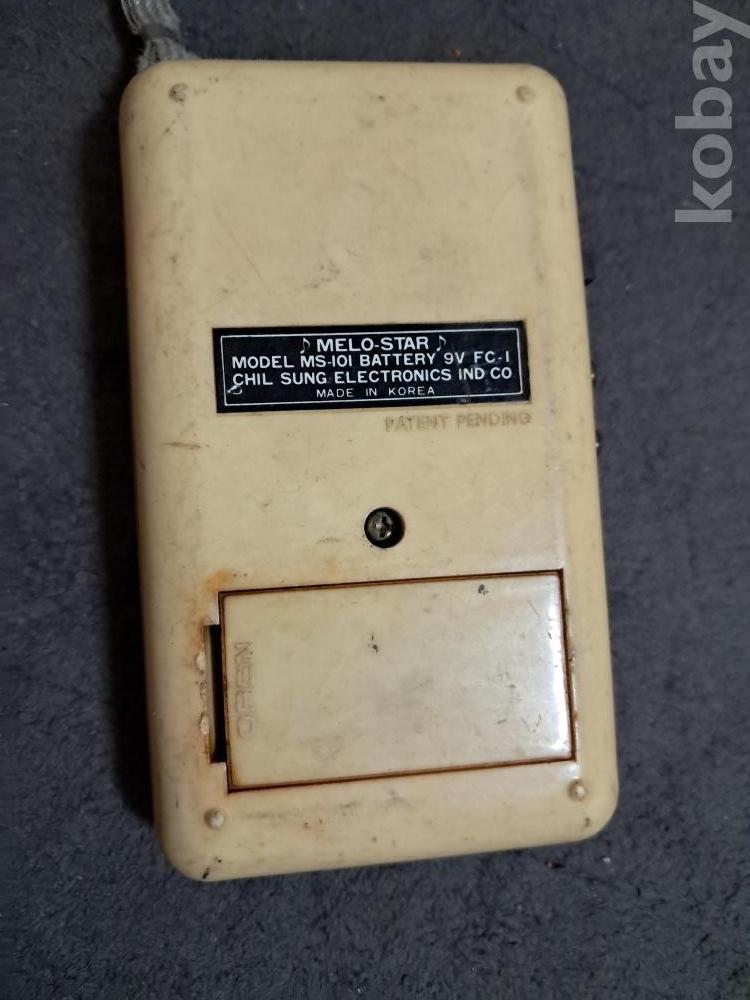 kobay
♪ MELO-STAR ♪
MODEL MS-101 BATTERY 9V FC-1
CHIL SUNG ELECTRONICS IND CO
MADE IN KOREA
PATENT PENDING
OPEN